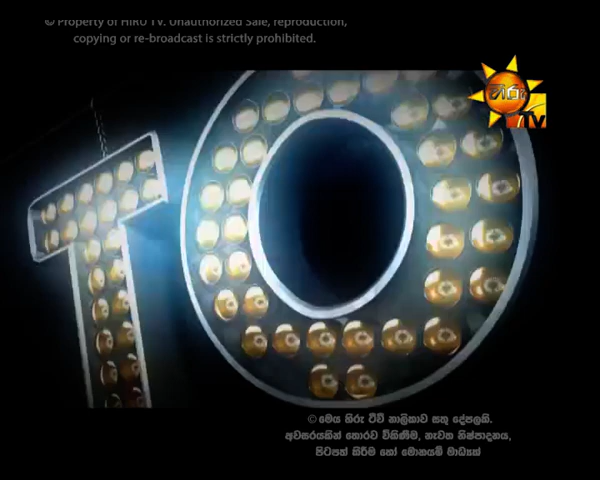 © Property of HIRU TV. Unauthorized Sale, reproduction,
copying or re-broadcast is strictly prohibited.
හිරු
TV
TO
© මෙය හිරු ටීවී නාලිකාව සතු දේපලකි.
අවසරයකින් තොරව විකිණීම, නැවත නිෂ්පාදනය,
පිටපත් කිරීම හෝ මොනයම් මාධ්‍යක්